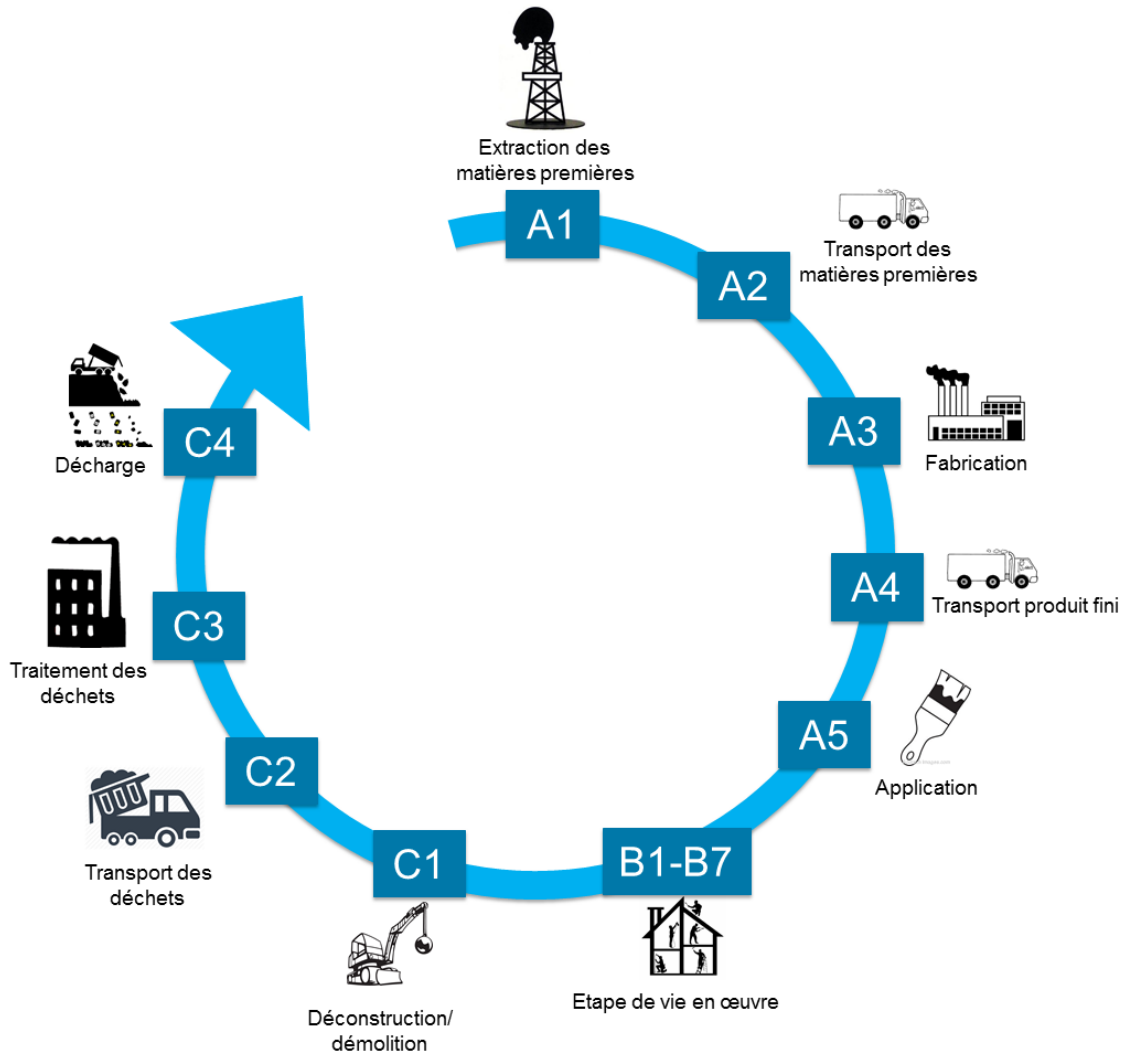 Extraction des
matières premières
A1
Transport des
matières premières
A2
A3
Fabrication
A4
Transport produit fini
A5
Application
B1-B7
Etape de vie en œuvre
C1
Déconstruction/
démolition
C2
Transport des
déchets
C3
Traitement des
déchets
C4
Décharge